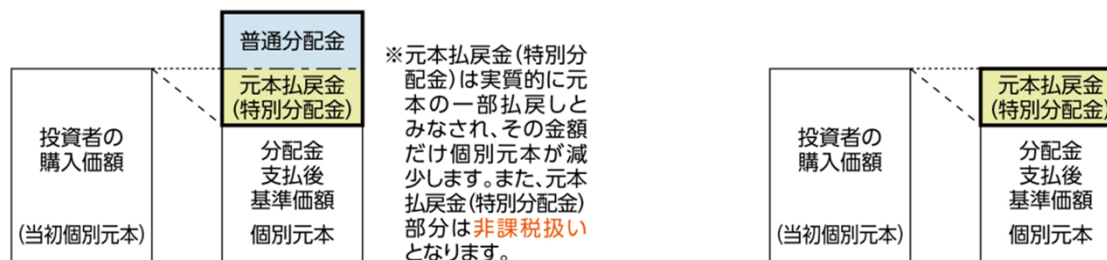 普通分配金
元本払戻金
(特別分配金)
投資者の
購入価額
(当初個別元本)
分配金
支払後
基準価額
個別元本
※元本払戻金(特別分
配金)は実質的に元
本の一部払戻しと
みなされ、その金額
だけ個別元本が減
少します。また、元本
払戻金(特別分配金)
部分は非課税扱い
となります。
元本払戻金
(特別分配金)
投資者の
購入価額
(当初個別元本)
分配金
支払後
基準価額
個別元本